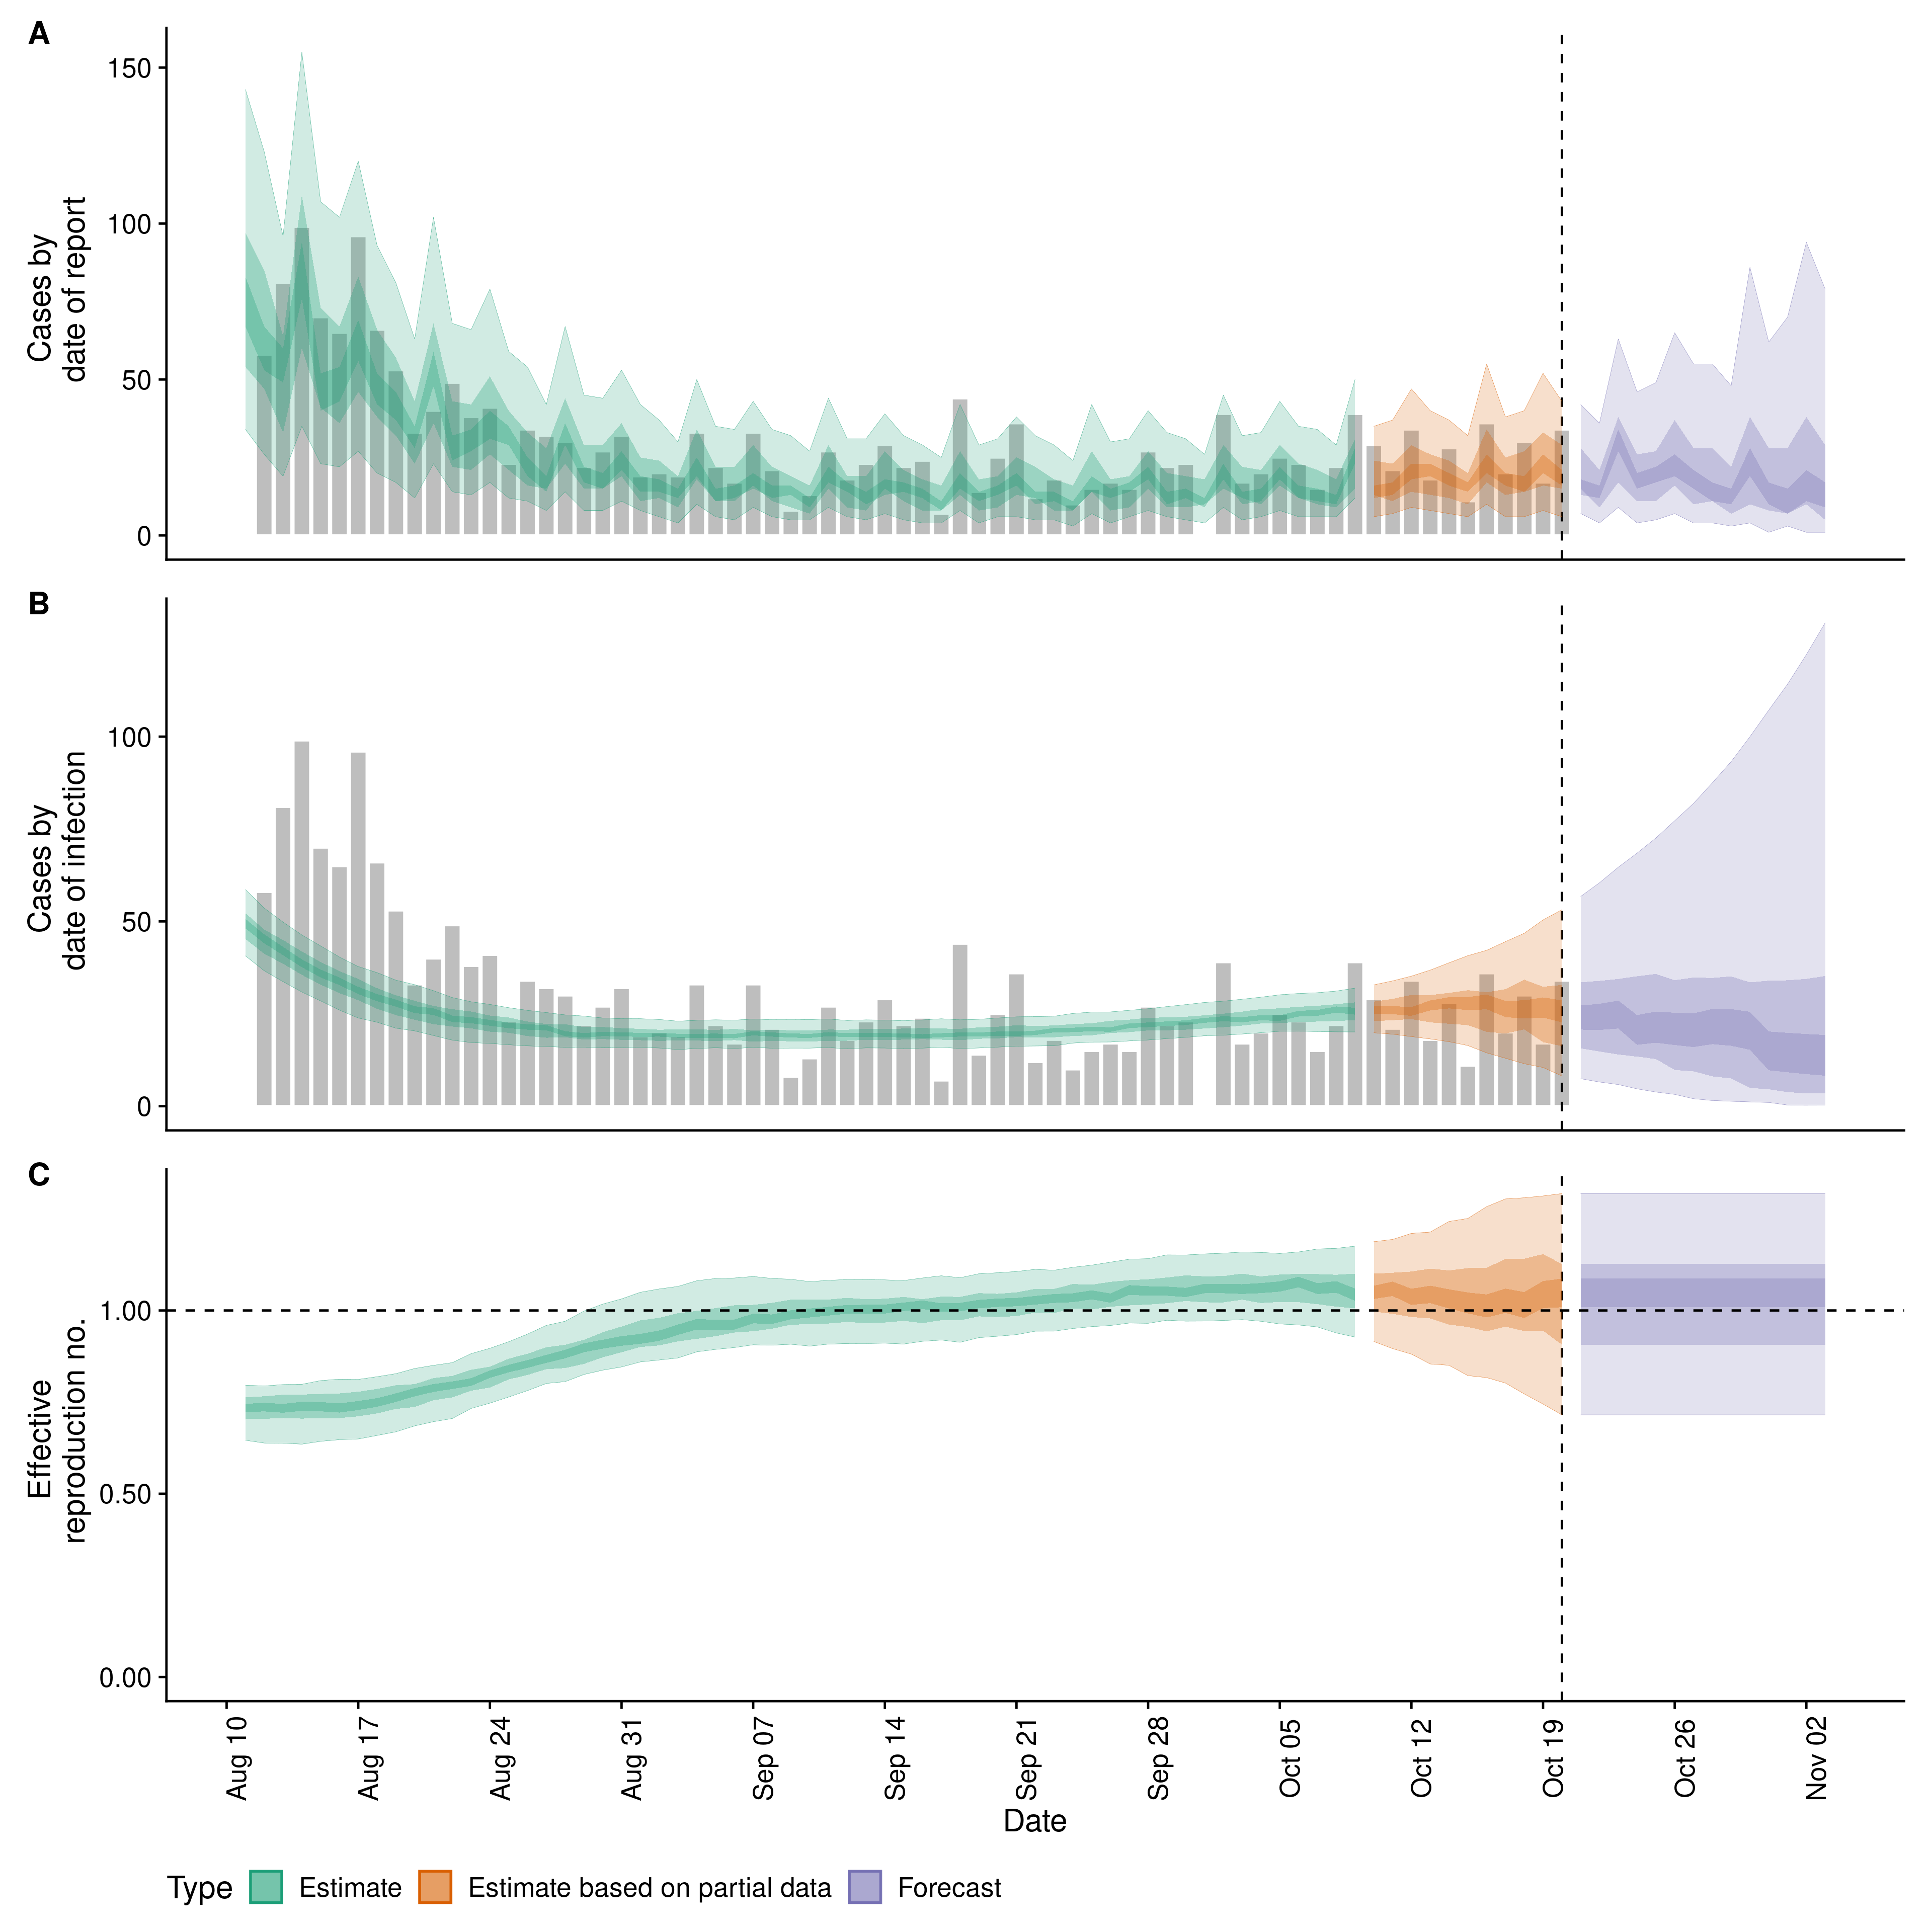 A
150
100
50
0
Cases by
date of report
B
100
50
0
Cases by
date of infection
C
1.00
0.50
0.00
Effective
reproduction no.
Aug 10
Aug 17
Aug 24
Aug 31
Sep 07
Sep 14
Sep 21
Sep 28
Oct 05
Oct 12
Oct 19
Oct 26
Nov 02
Date
Type Estimate Estimate based on partial data Forecast